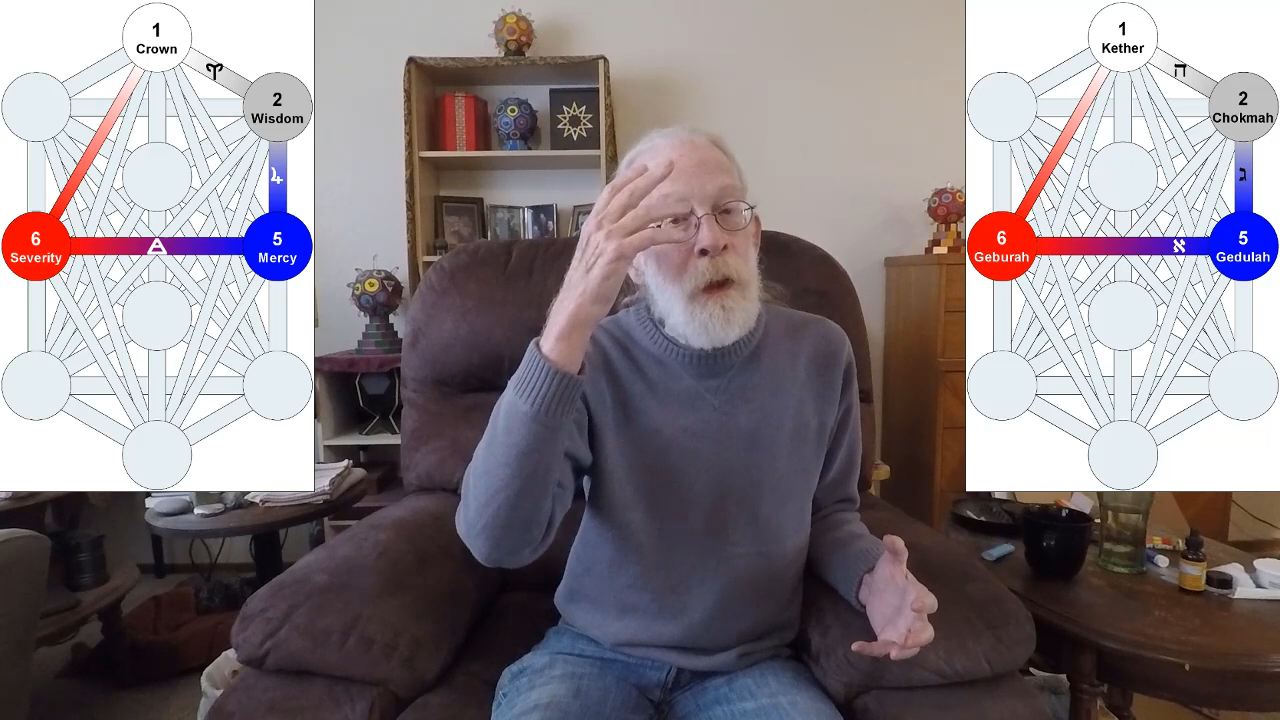 1
Crown
♈
2
Wisdom
♃
6
Severity
🜁
5
Mercy
1
Kether
ה
2
Chokmah
ג
6
Geburah
א
5
Gedulah